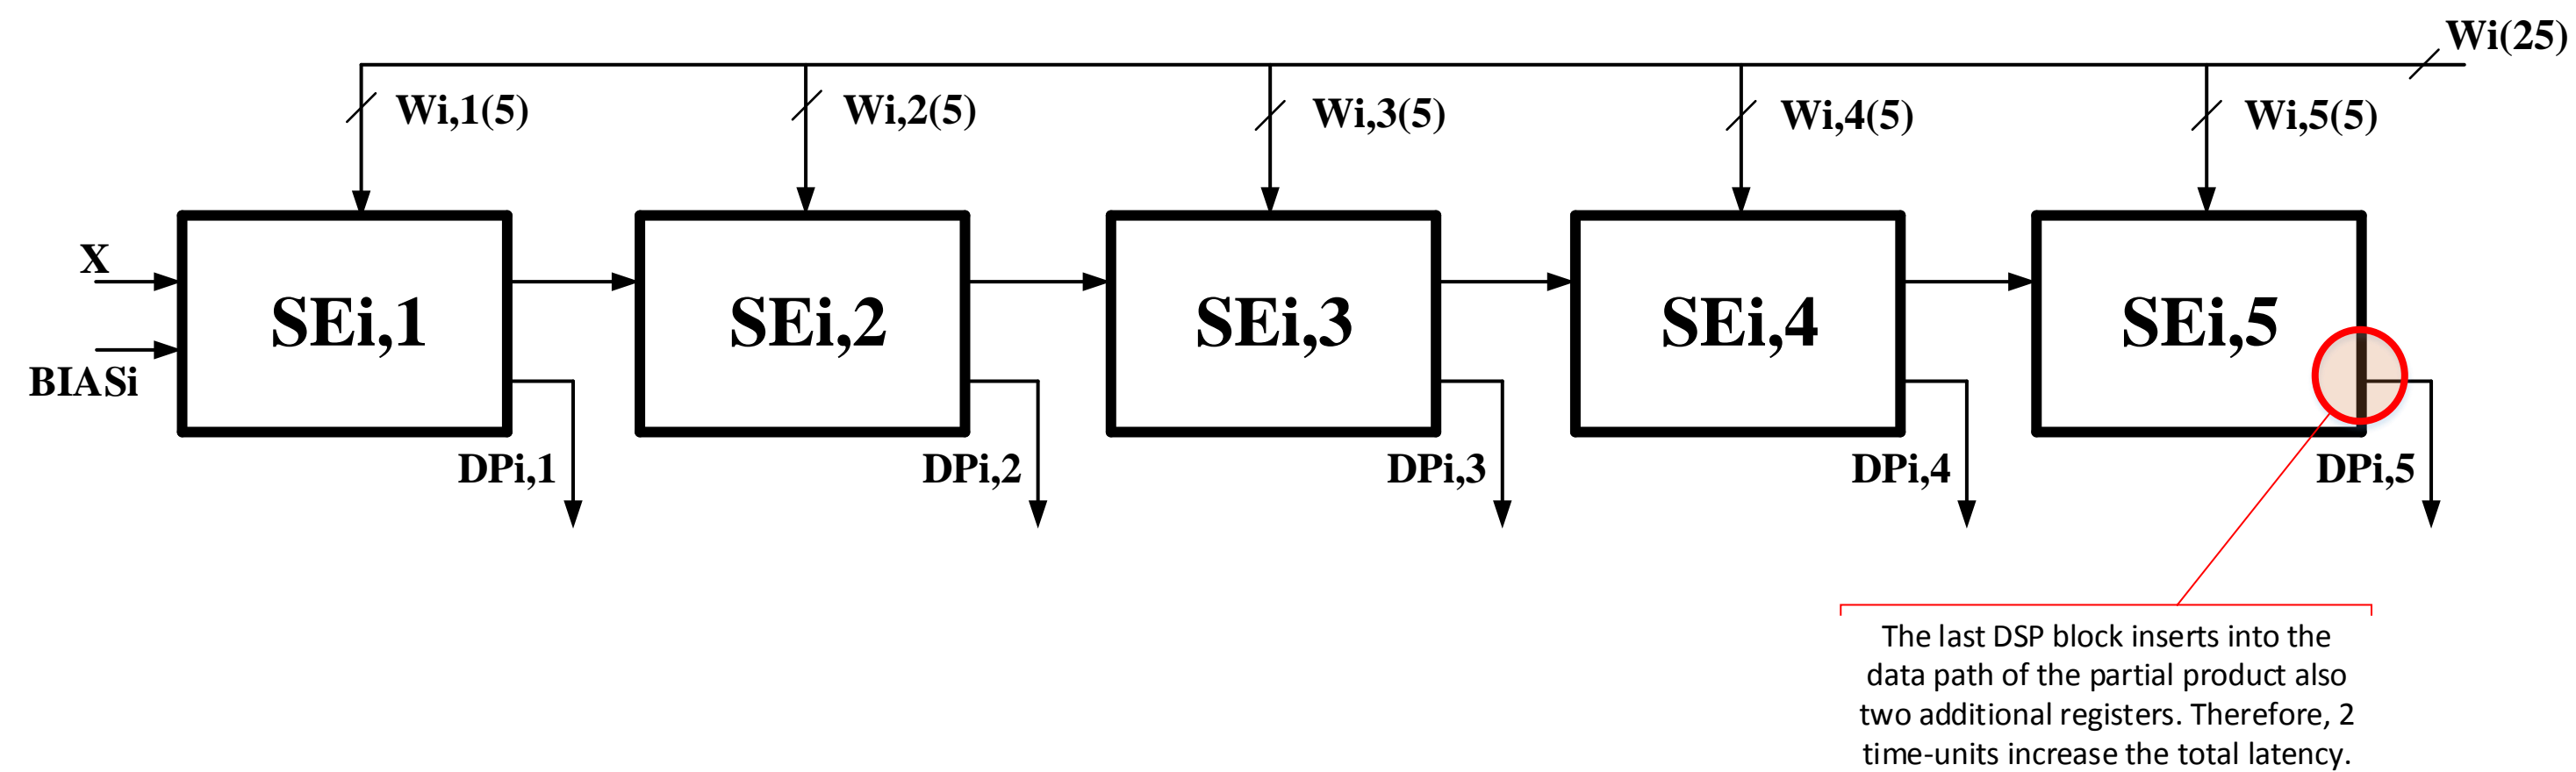 Wi(25)
Wi,1(5)
Wi,2(5)
Wi,3(5)
Wi,4(5)
Wi,5(5)
X
BIASi
SEi,1
SEi,2
SEi,3
SEi,4
SEi,5
DPi,1
DPi,2
DPi,3
DPi,4
DPi,5
The last DSP block inserts into the
data path of the partial product also
two additional registers. Therefore, 2
time-units increase the total latency.